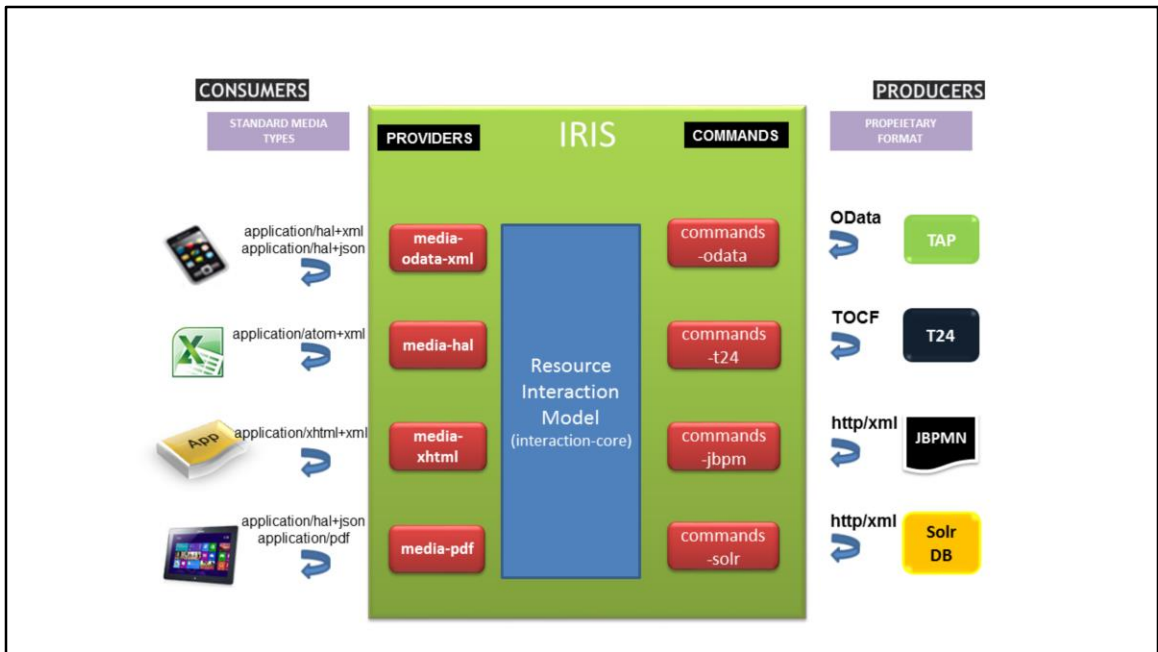 CONSUMERS
PRODUCERS
STANDARD MEDIA
TYPES
PROVIDERS
IRIS
COMMANDS
PROPEIETARY
FORMAT
application/hal+xml
application/hal+json
media-
odata-xml
commands
-odata
OData
TAP
application/atom+xml
media-hal
commands
-t24
TOCF
T24
Resource
Interaction
Model
(interaction-core)
App
application/xhtml+xml
media-
xhtml
commands
-jbpm
http/xml
JBPMN
application/hal+json
application/pdf
media-pdf
commands
-solr
http/xml
Solr
DB